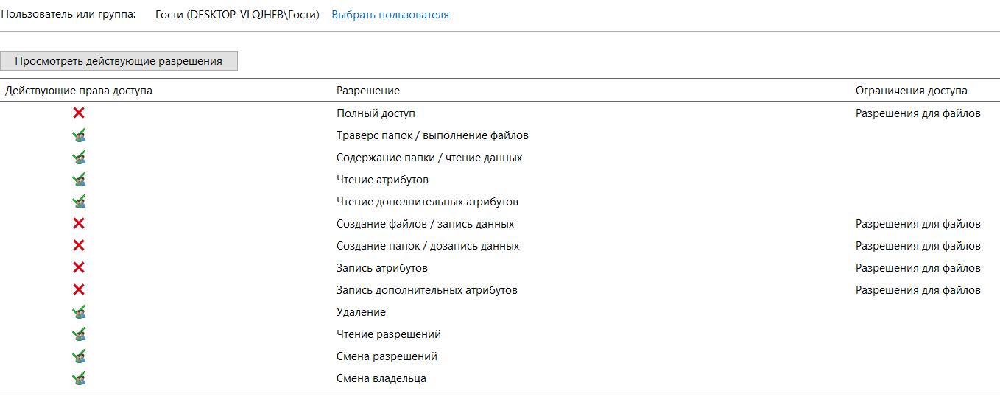 Пользователь или группа: Гости (DESKTOP-VLQJHFB\Гости) Выбрать пользователя
Просмотреть действующие разрешения
Действующие права доступа Разрешение Ограничения доступа
Полный доступ Разрешения для файлов
Траверс папок / выполнение файлов
Содержание папки / чтение данных
Чтение атрибутов
Чтение дополнительных атрибутов
Создание файлов / запись данных Разрешения для файлов
Создание папок / дозапись данных Разрешения для файлов
Запись атрибутов Разрешения для файлов
Запись дополнительных атрибутов Разрешения для файлов
Удаление
Чтение разрешений
Смена разрешений
Смена владельца